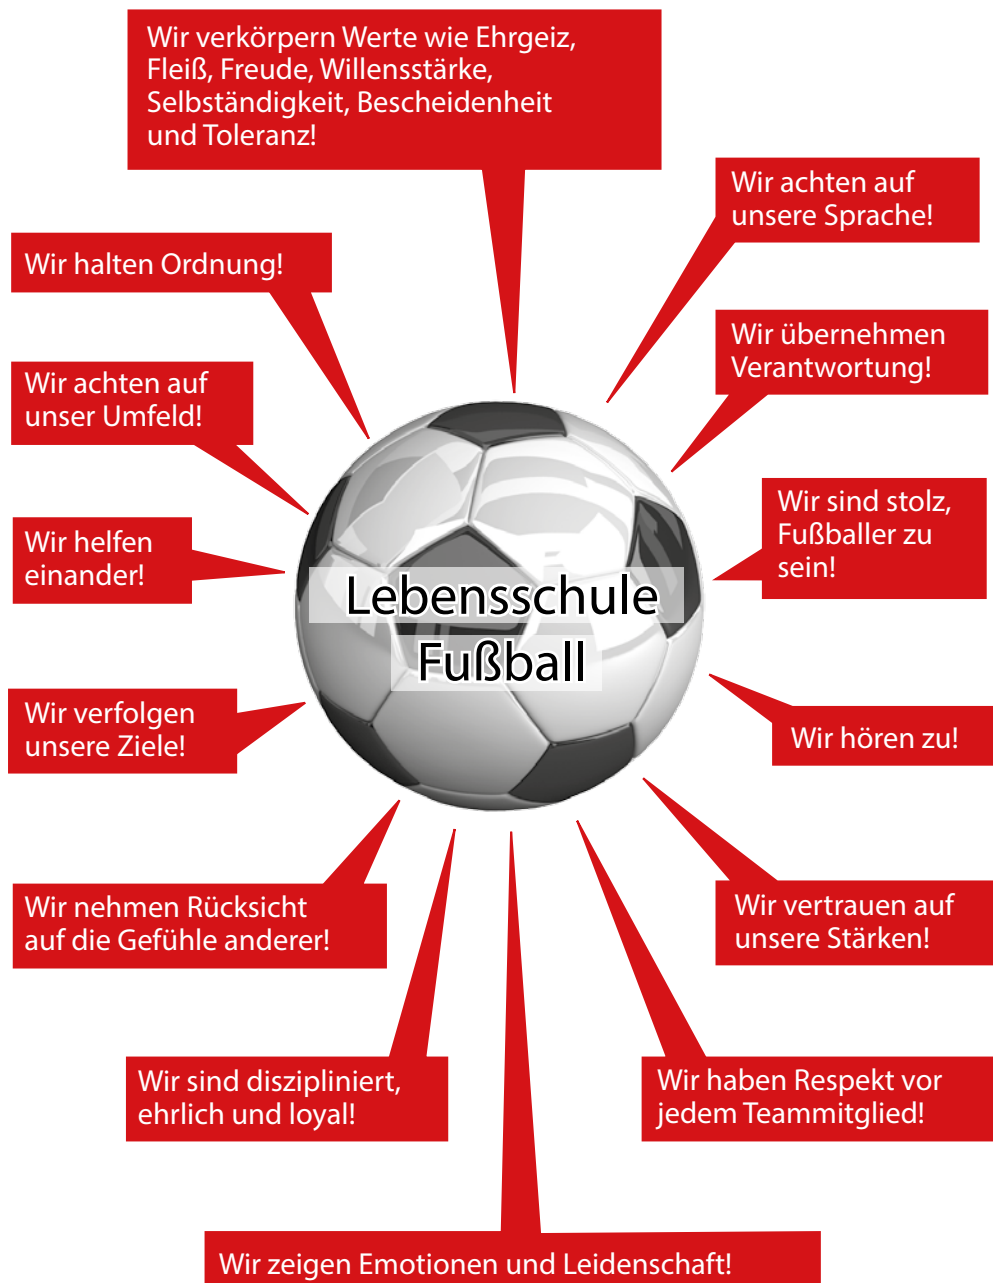 Wir verkörpern Werte wie Ehrgeiz,
Fleiß, Freude, Willensstärke,
Selbständigkeit, Bescheidenheit
und Toleranz!
Wir achten auf
unsere Sprache!
Wir halten Ordnung!
Wir übernehmen
Verantwortung!
Wir achten auf
unser Umfeld!
Wir sind stolz,
Fußballer zu
sein!
Wir helfen
einander!
Lebensschule
Fußball
Wir verfolgen
unsere Ziele!
Wir hören zu!
Wir nehmen Rücksicht
auf die Gefühle anderer!
Wir vertrauen auf
unsere Stärken!
Wir sind diszipliniert,
ehrlich und loyal!
Wir haben Respekt vor
jedem Teammitglied!
Wir zeigen Emotionen und Leidenschaft!